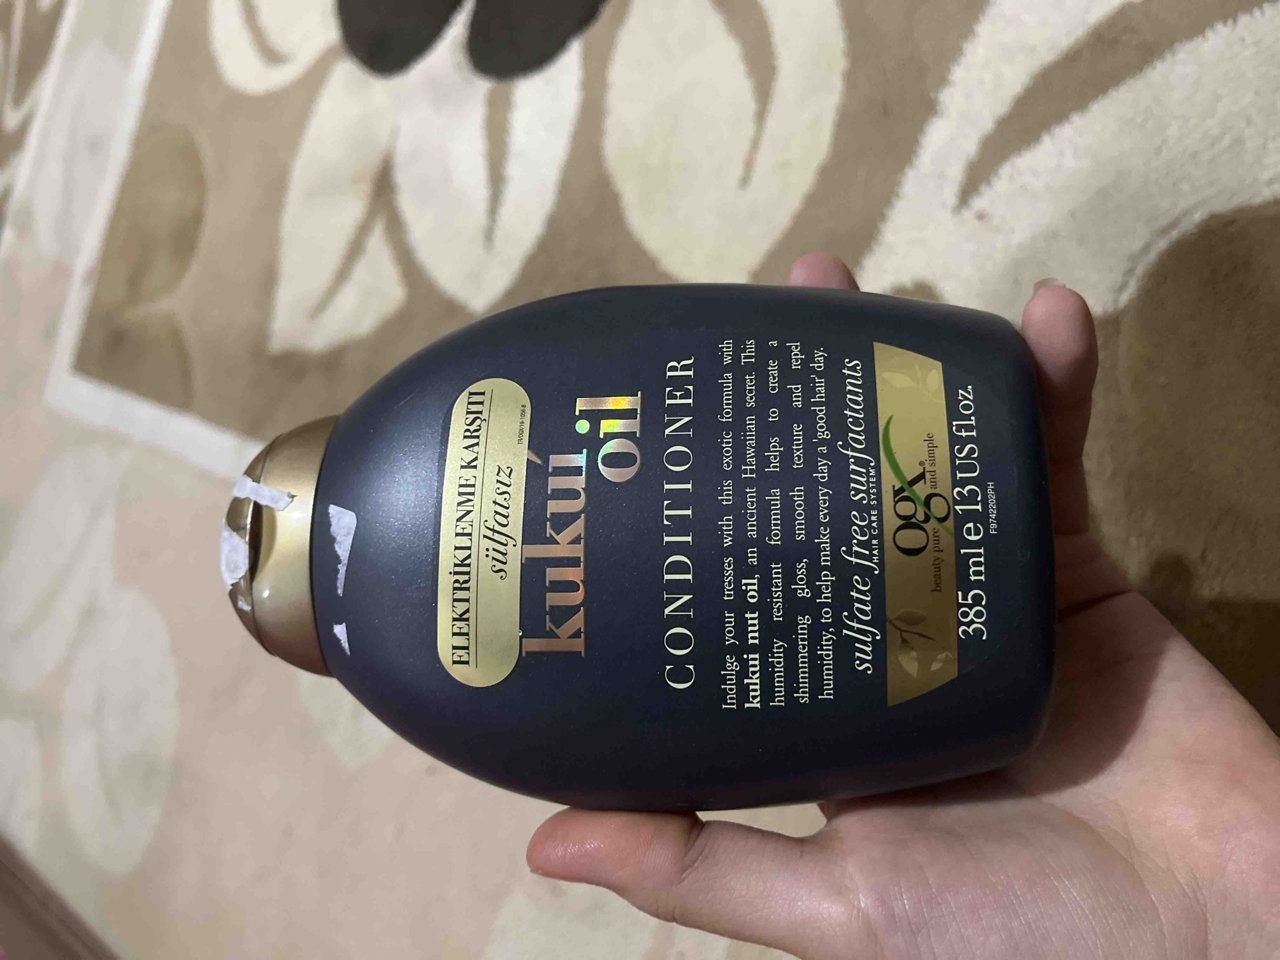 ELEKTRİKLENME KARŞITI
sülfatsız
kukuí
oil
CONDITIONER
Indulge your tresses with this exotic formula with
kukui nut oil, an ancient Hawaiian secret. This
humidity resistant formula helps to create a
shimmering gloss, smooth texture and repel
humidity, to help make every day a 'good hair' day.
sulfate free surfactants
HAIR CARE SYSTEM
ogx®
beauty pure and simple
385 ml e 13 US fl.oz.
F9742202PH